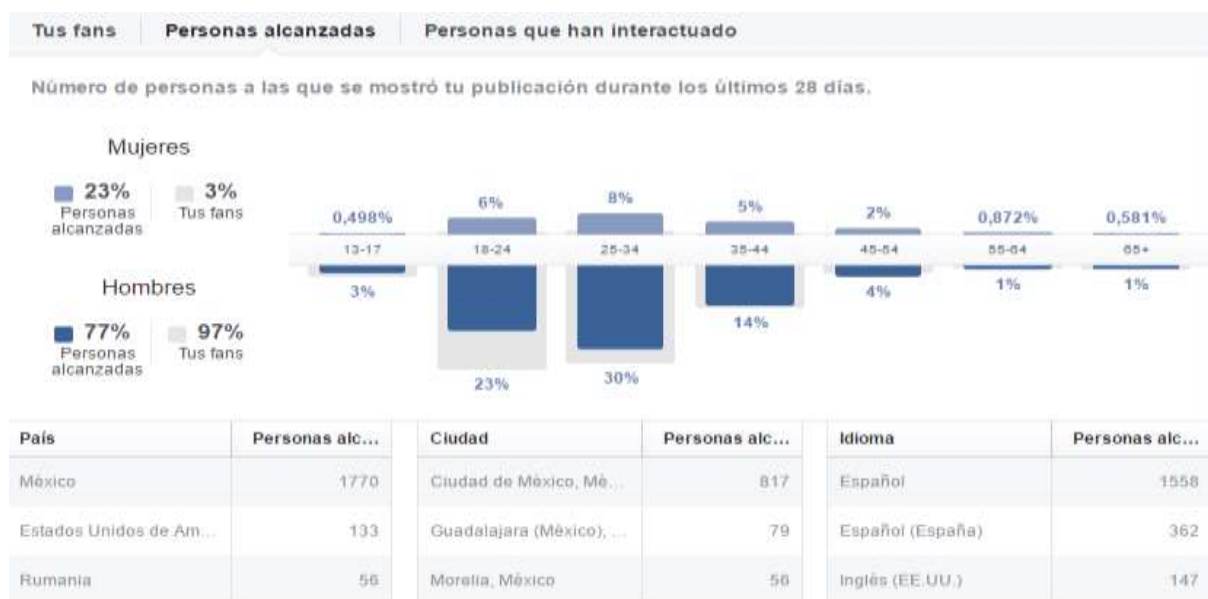 Tus fans Personas alcanzadas Personas que han interactuado
Número de personas a las que se mostró tu publicación durante los últimos 28 días.
Mujeres
23% 3%
Personas alcanzadas Tus fans
0,498% 6% 8% 5% 2% 0,872% 0,581%
13-17 18-24 25-34 35-44 45-54 55-64 65+
Hombres
77% 97%
Personas alcanzadas Tus fans
3% 23% 30% 14% 4% 1% 1%
País Personas alc... Ciudad Personas alc... Idioma Personas alc...
México 1770 Ciudad de México, Mé... 817 Español 1558
Estados Unidos de Am... 133 Guadalajara (México), ... 79 Español (España) 362
Rumania 56 Morelia, México 56 Inglés (EE.UU.) 147